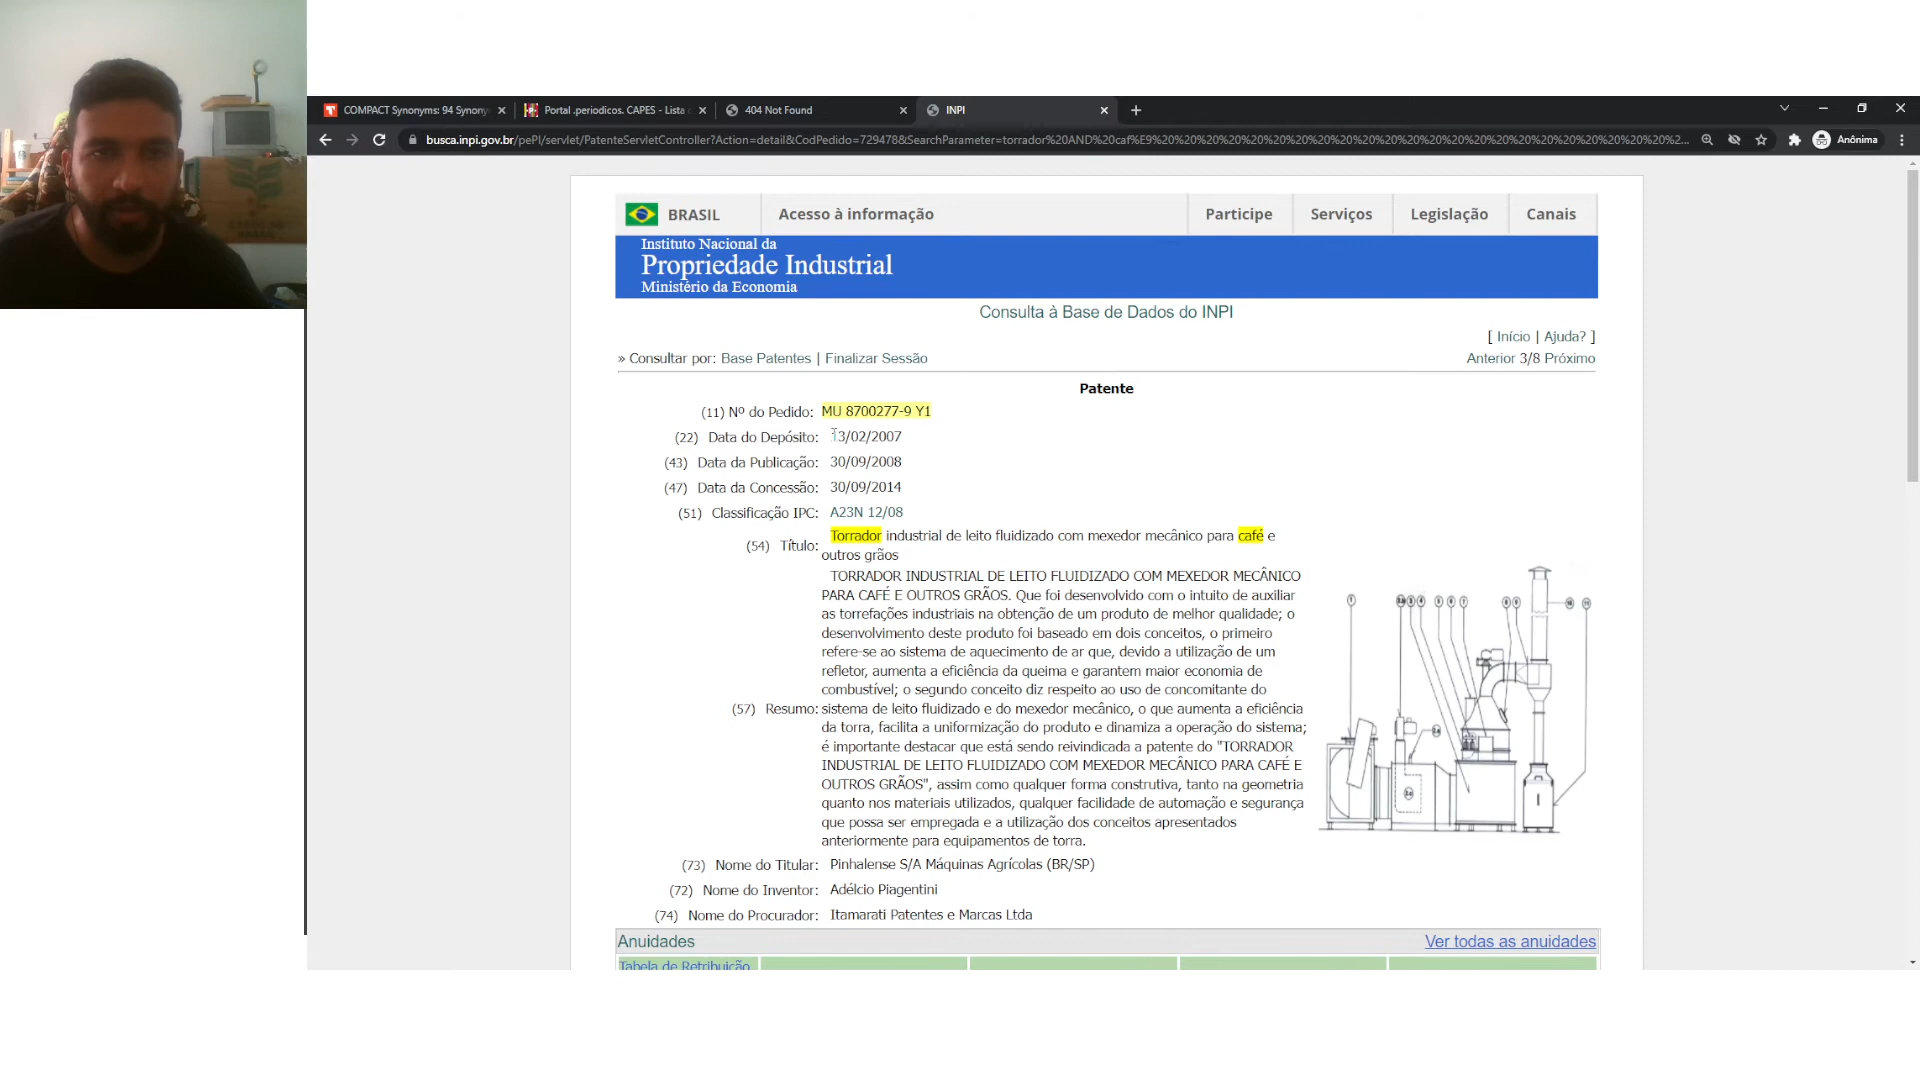 COMPACT Synonyms: 94 Synony
Portal .periodicos. CAPES - Lista
404 Not Found
INPI
busca.inpi.gov.br/pePI/servlet/PatenteServletController?Action=detail&CodPedido=729478&SearchParameter=torrador%20AND%20caf%E9%20%20%20%20%20%20%20%20%20%20%20%20%20%20%20%20%20%20%20%20%20%20%20%2...
Anônima
BRASIL
Acesso à informação
Participe
Serviços
Legislação
Canais
Instituto Nacional da
Propriedade Industrial
Ministério da Economia
Consulta à Base de Dados do INPI
[ Início | Ajuda? ]
» Consultar por: Base Patentes | Finalizar Sessão
Anterior 3/8 Próximo
Patente
(11) Nº do Pedido: MU 8700277-9 Y1
(22) Data do Depósito: 13/02/2007
(43) Data da Publicação: 30/09/2008
(47) Data da Concessão: 30/09/2014
(51) Classificação IPC: A23N 12/08
(54) Título: Torrador industrial de leito fluidizado com mexedor mecânico para café e
outros grãos
TORRADOR INDUSTRIAL DE LEITO FLUIDIZADO COM MEXEDOR MECÂNICO
PARA CAFÉ E OUTROS GRÃOS. Que foi desenvolvido com o intuito de auxiliar
as torrefações industriais na obtenção de um produto de melhor qualidade; o
desenvolvimento deste produto foi baseado em dois conceitos, o primeiro
refere-se ao sistema de aquecimento de ar que, devido a utilização de um
refletor, aumenta a eficiência da queima e garantem maior economia de
combustível; o segundo conceito diz respeito ao uso de concomitante do
(57) Resumo: sistema de leito fluidizado e do mexedor mecânico, o que aumenta a eficiência
da torra, facilita a uniformização do produto e dinamiza a operação do sistema;
é importante destacar que está sendo reivindicada a patente do "TORRADOR
INDUSTRIAL DE LEITO FLUIDIZADO COM MEXEDOR MECÂNICO PARA CAFÉ E
OUTROS GRÃOS", assim como qualquer forma construtiva, tanto na geometria
quanto nos materiais utilizados, qualquer facilidade de automação e segurança
que possa ser empregada e a utilização dos conceitos apresentados
anteriormente para equipamentos de torra.
(73) Nome do Titular: Pinhalense S/A Máquinas Agrícolas (BR/SP)
(72) Nome do Inventor: Adélcio Piagentini
(74) Nome do Procurador: Itamarati Patentes e Marcas Ltda
Anuidades
Ver todas as anuidades
Tabela de Retribuição